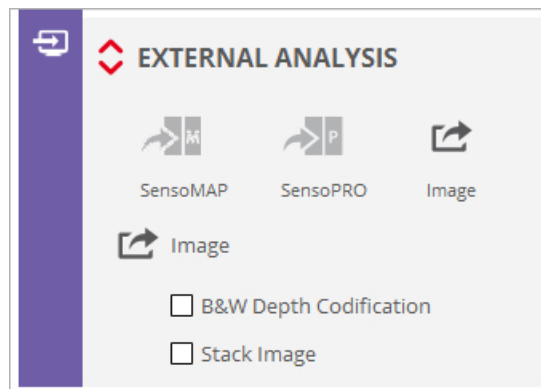 EXTERNAL ANALYSIS
M P
SensoMAP SensoPRO Image
Image
B&W Depth Codification
Stack Image